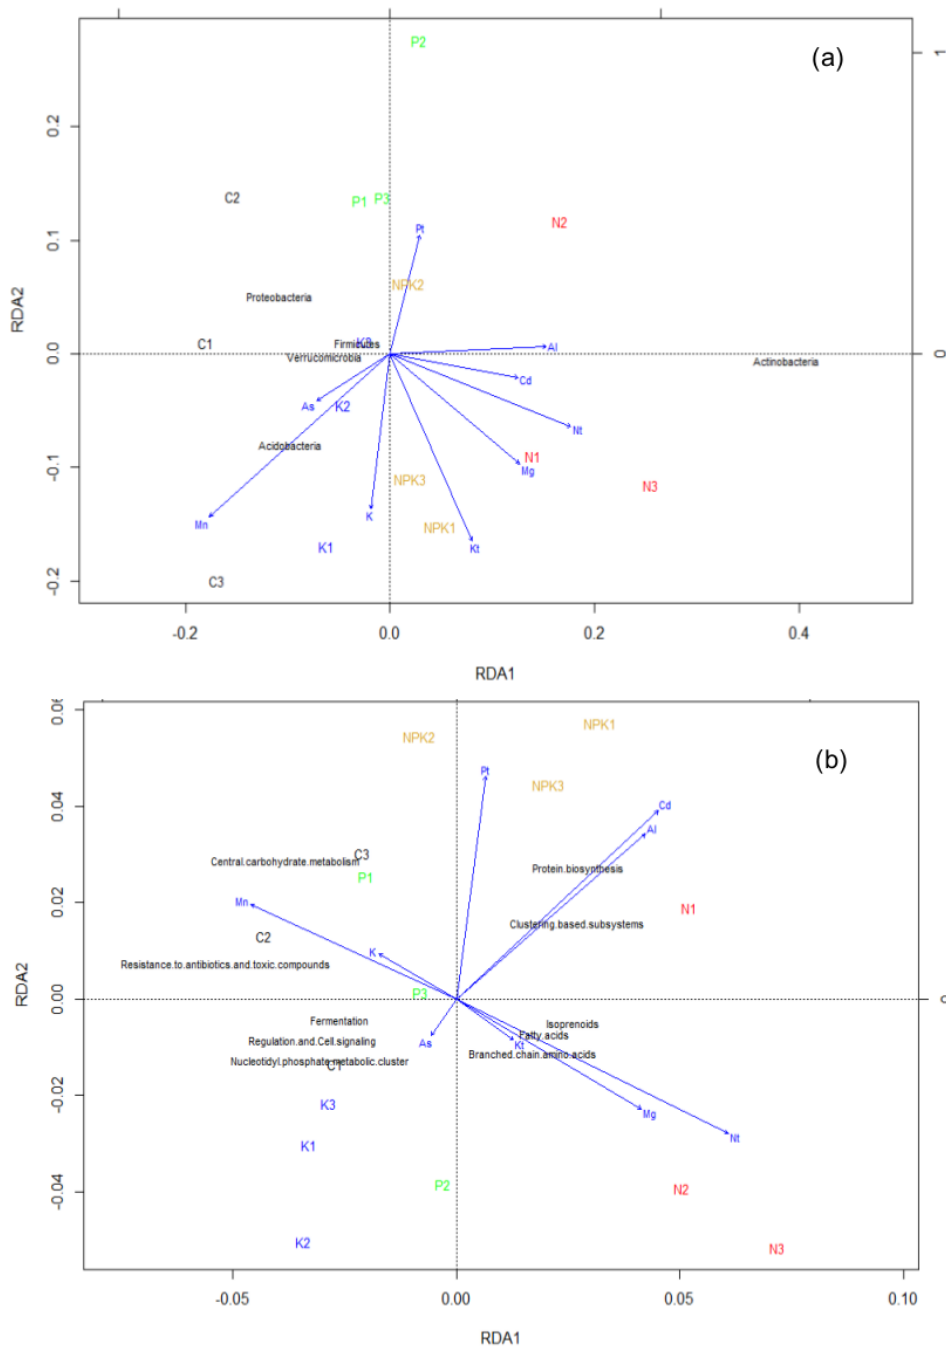 P2
(a)
1
0.2
C2
P1
P3
N2
Pt
0.1
NPK2
Proteobacteria
RDA2
C1
K3
Firmicutes
Al
0.0
0
Verrucomicrobia
Actinobacteria
Cd
As
K2
Nt
Acidobacteria
-0.1
N1
Mg
NPK3
N3
K
Mn
NPK1
K1
Kt
-0.2
C3
-0.2
0.0
0.2
0.4
RDA1
NPK1
NPK2
(b)
Pt
NPK3
0.04
Cd
Al
C3
Central.carbohydrate.metabolism
Protein.biosynthesis
P1
0.02
Mn
N1
Clustering.based.subsystems
C2
K
Resistance.to.antibiotics.and.toxic.compounds
RDA2
P3
0.00
Fermentation
Isoprenoids
Fatty.acids
Regulation.and.Cell.signaling
As
Kt
Branched.chain.amino.acids
Nucleotidyl.phosphate.metabolic.cluster
C1
-0.02
K3
Mg
Nt
K1
-0.04
P2
N2
K2
N3
-0.05
0.00
0.05
0.10
RDA1